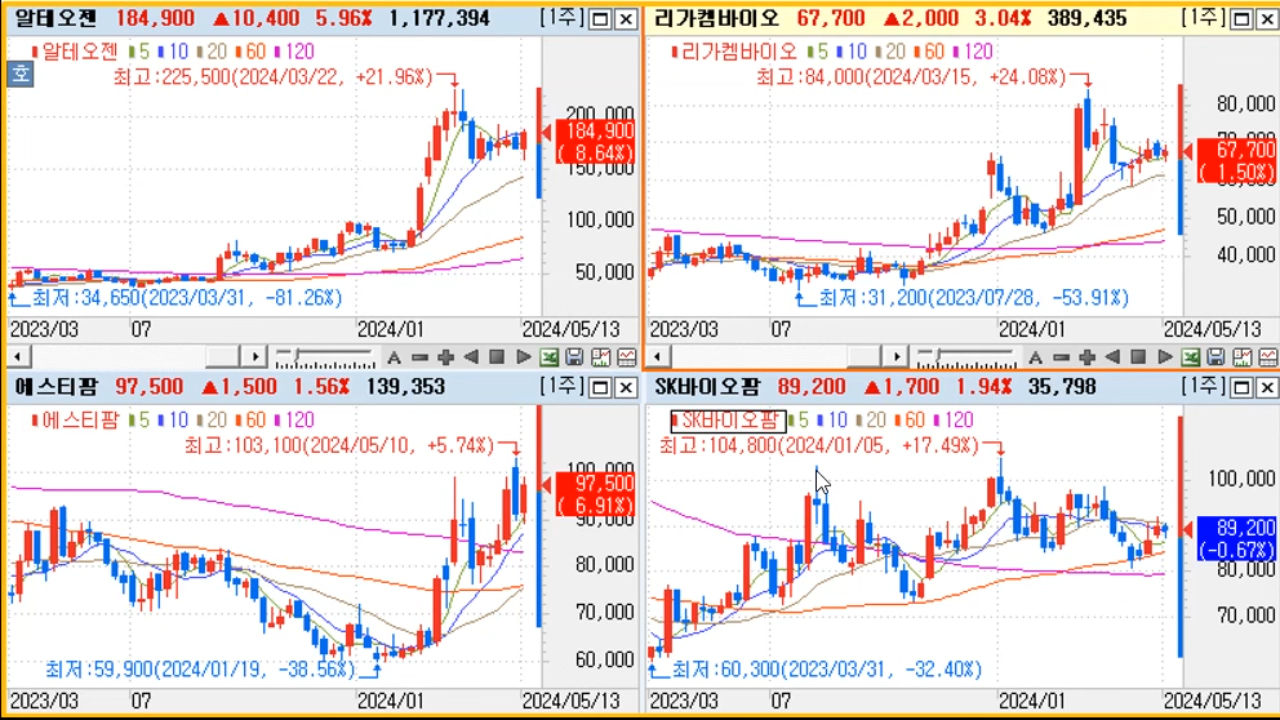 알테오젠 184,900 ▲10,400 5.96% 1,177,394 [1주]
알테오젠 5 10 20 60 120
호
최고:225,500(2024/03/22, +21.96%)
200,000
184,900
( 8.64%)
150,000
100,000
50,000
최저:34,650(2023/03/31, -81.26%)
2023/03 07 2024/01 2024/05/13
리가켐바이오 67,700 ▲2,000 3.04% 389,435 [1주]
리가켐바이오 5 10 20 60 120
최고:84,000(2024/03/15, +24.08%)
80,000
67,700
( 1.50%)
50,000
40,000
최저:31,200(2023/07/28, -53.91%)
2023/03 07 2024/01 2024/05/13
A
A
에스티팜 97,500 ▲1,500 1.56% 139,353 [1주]
에스티팜 5 10 20 60 120
최고:103,100(2024/05/10, +5.74%)
100,000
97,500
( 6.91%)
90,000
80,000
70,000
60,000
최저:59,900(2024/01/19, -38.56%)
2023/03 07 2024/01 2024/05/13
SK바이오팜 89,200 ▲1,700 1.94% 35,798 [1주]
SK바이오팜 5 10 20 60 120
최고:104,800(2024/01/05, +17.49%)
100,000
89,200
(-0.67%)
80,000
70,000
최저:60,300(2023/03/31, -32.40%)
2023/03 07 2024/01 2024/05/13